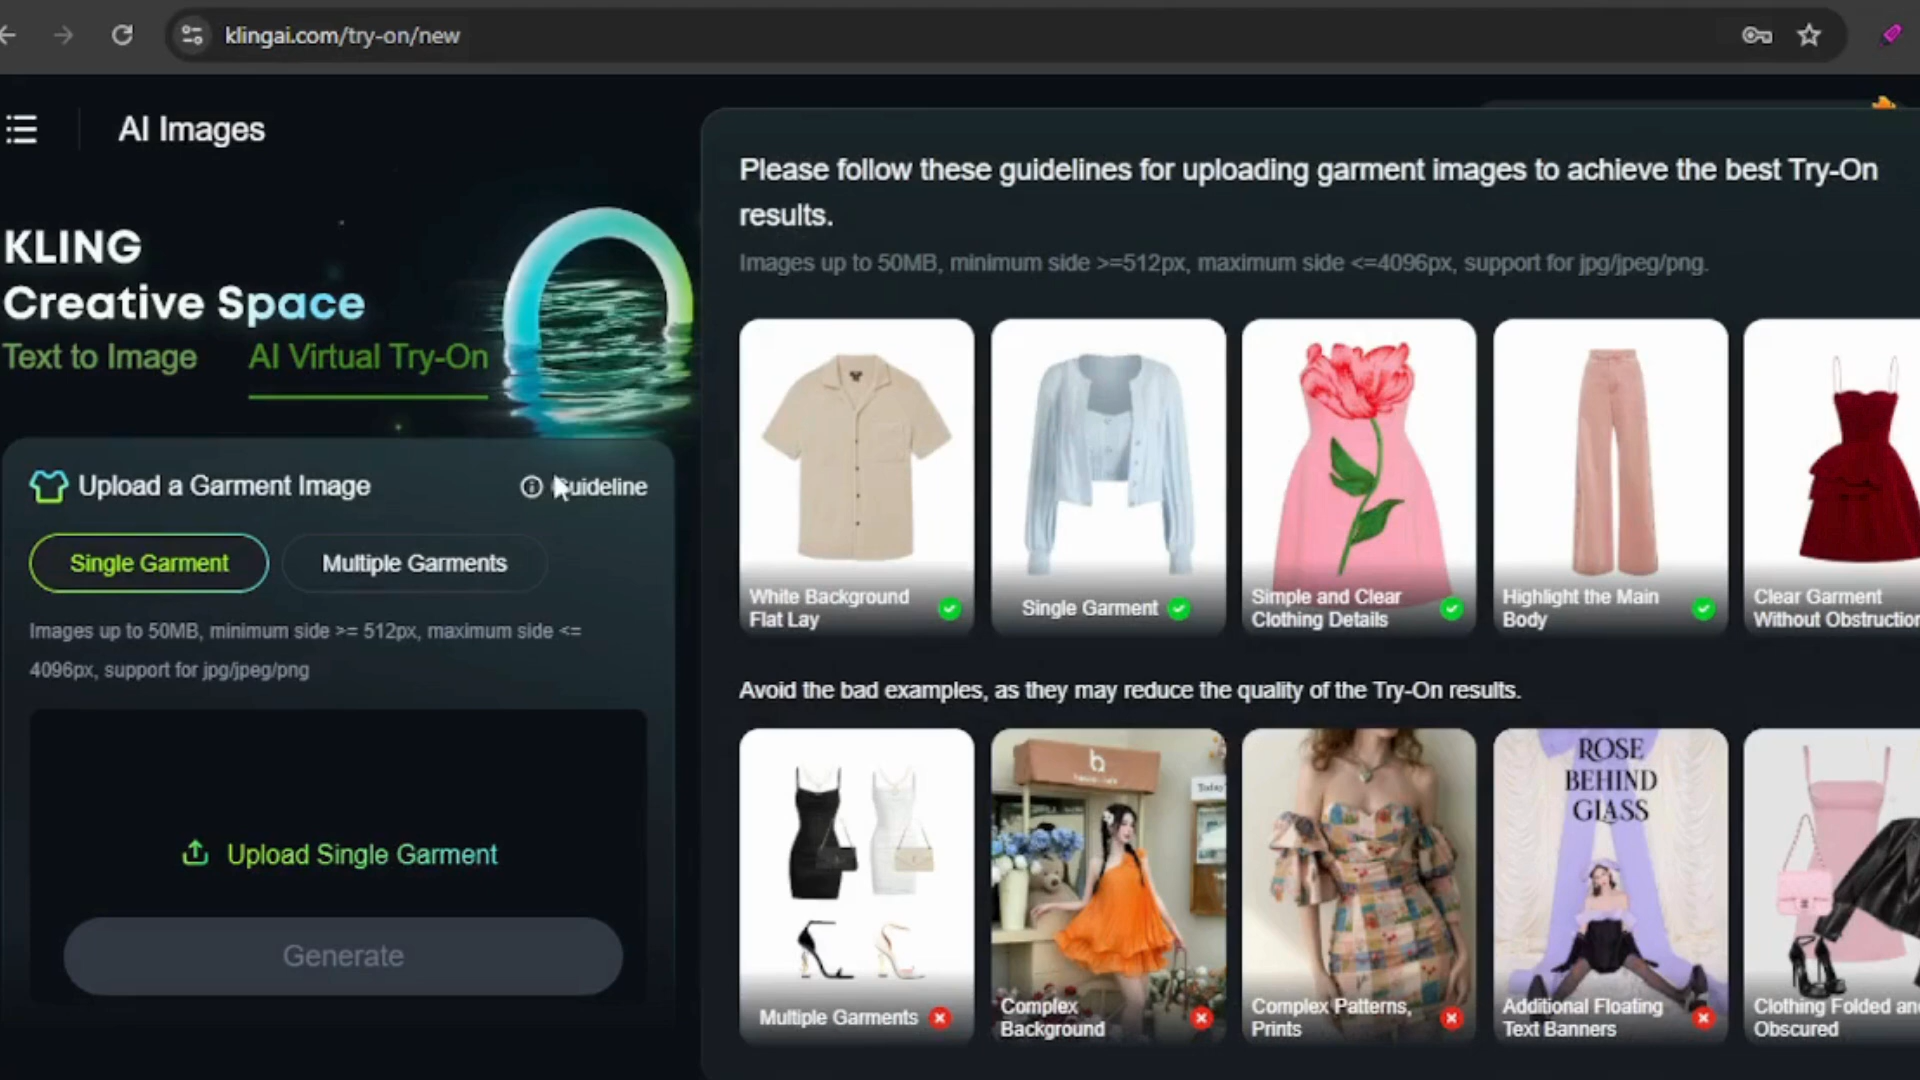 klingai.com/try-on/new
AI Images
KLING
Creative Space
Text to Image
AI Virtual Try-On
Upload a Garment Image
Guideline
Single Garment
Multiple Garments
Images up to 50MB, minimum side >= 512px, maximum side <=
4096px, support for jpg/jpeg/png
Upload Single Garment
Generate
Please follow these guidelines for uploading garment images to achieve the best Try-On
results.
Images up to 50MB, minimum side >=512px, maximum side <=4096px, support for jpg/jpeg/png.
White Background
Flat Lay
Single Garment
Simple and Clear
Clothing Details
Highlight the Main
Body
Clear Garment
Without Obstruction
Avoid the bad examples, as they may reduce the quality of the Try-On results.
Multiple Garments
b
Today
Complex
Background
Complex Patterns,
Prints
ROSE
BEHIND
GLASS
Additional Floating
Text Banners
Clothing Folded and
Obscured